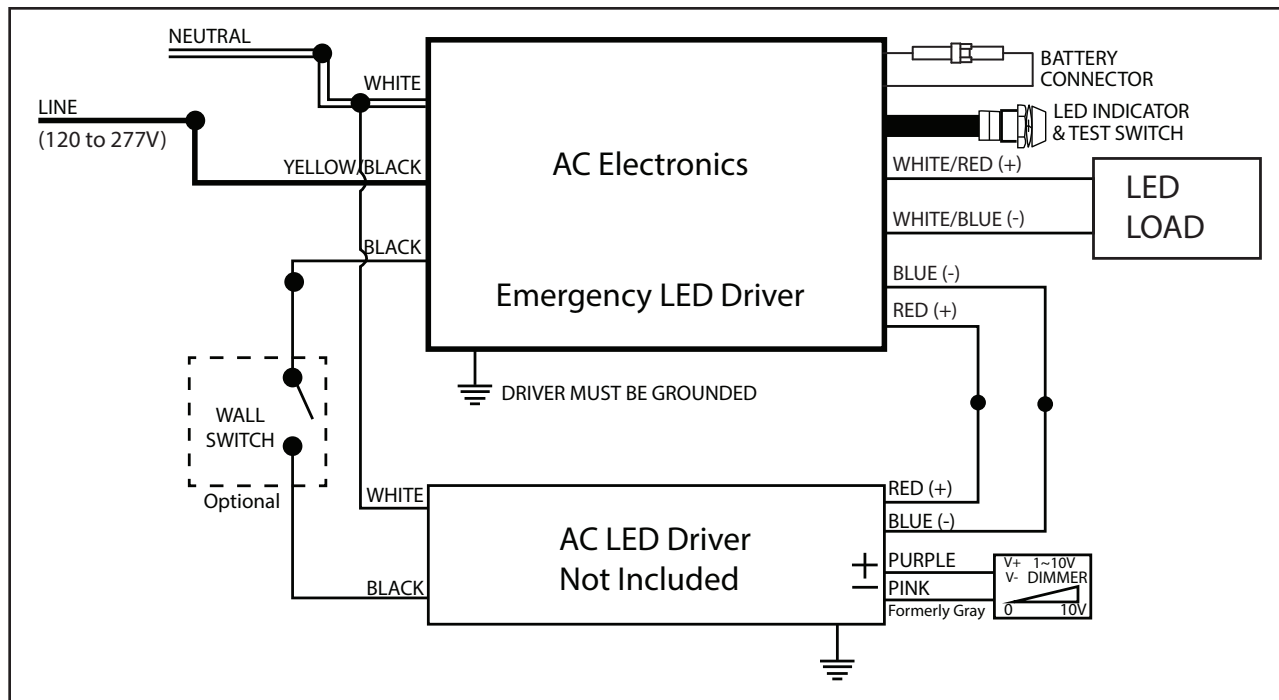 NEUTRAL
WHITE
LINE
(120 to 277V)
YELLOW/BLACK
BLACK
AC Electronics
Emergency LED Driver
BATTERY
CONNECTOR
LED INDICATOR
& TEST SWITCH
WHITE/RED (+)
WHITE/BLUE (-)
LED
LOAD
BLUE (-)
RED (+)
DRIVER MUST BE GROUNDED
WALL
SWITCH
Optional
WHITE
BLACK
AC LED Driver
Not Included
RED (+)
BLUE (-)
+ PURPLE
− PINK
Formerly Gray
V+ 1~10V
V- DIMMER
0 10V